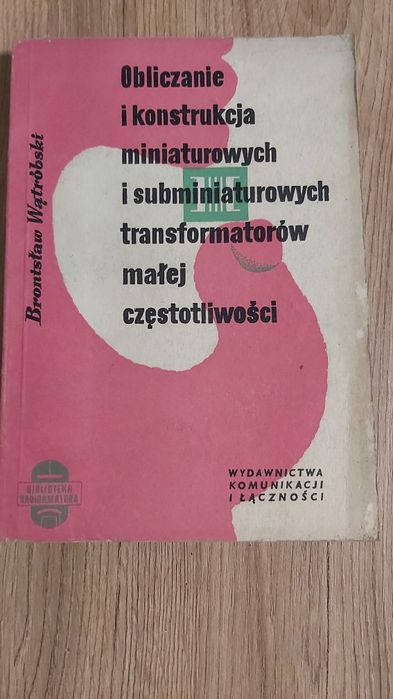 Obliczanie
i konstrukcja
miniaturowych
i subminiaturowych
transformatorów
małej
częstotliwości
Bronisław Wątróbski
BIBLIOTEKA
RADIOAMATORA
WYDAWNICTWA
KOMUNIKACJI
I ŁĄCZNOŚCI